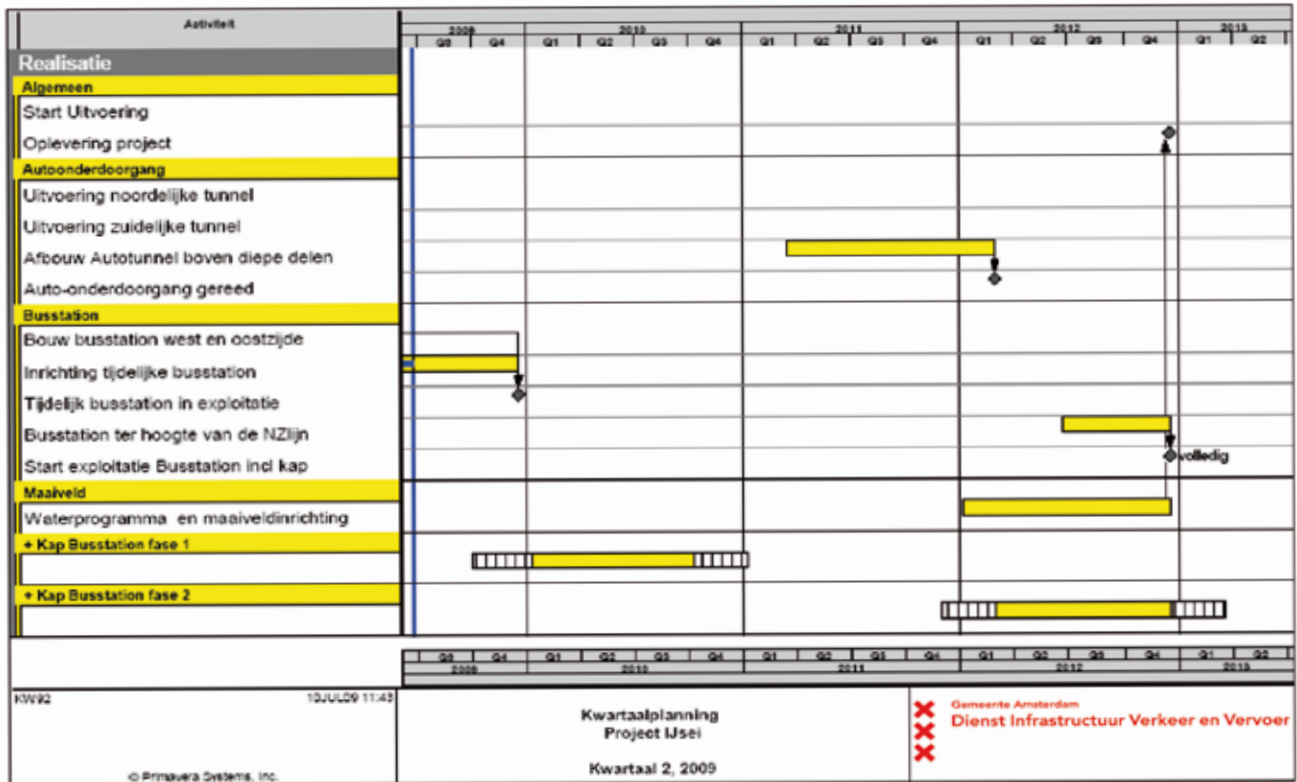 Activiteit
2009 2010 2011 2012 2013
Q3 Q4 Q1 Q2 Q3 Q4 Q1 Q2 Q3 Q4 Q1 Q2 Q3 Q4 Q1 Q2
Realisatie
Algemeen
Start Uitvoering
Oplevering project
Autoonderdoorgang
Uitvoering noordelijke tunnel
Uitvoering zuidelijke tunnel
Afbouw Autotunnel boven diepe delen
Auto-onderdoorgang gereed
Busstation
Bouw busstation west en oostzijde
Inrichting tijdelijke busstation
Tijdelijk busstation in exploitatie
Busstation ter hoogte van de NZlijn
Start exploitatie Busstation incl kap
volledig
Maaiveld
Waterprogramma en maaiveldinrichting
+ Kap Busstation fase 1
+ Kap Busstation fase 2
Q3 Q4 Q1 Q2 Q3 Q4 Q1 Q2 Q3 Q4 Q1 Q2 Q3 Q4 Q1 Q2
2009 2010 2011 2012 2013
KW92 10JUL09 11:43
© Primavera Systems, Inc.
Kwartaalplanning
Project IJsei
Kwartaal 2, 2009
Gemeente Amsterdam
Dienst Infrastructuur Verkeer en Vervoer